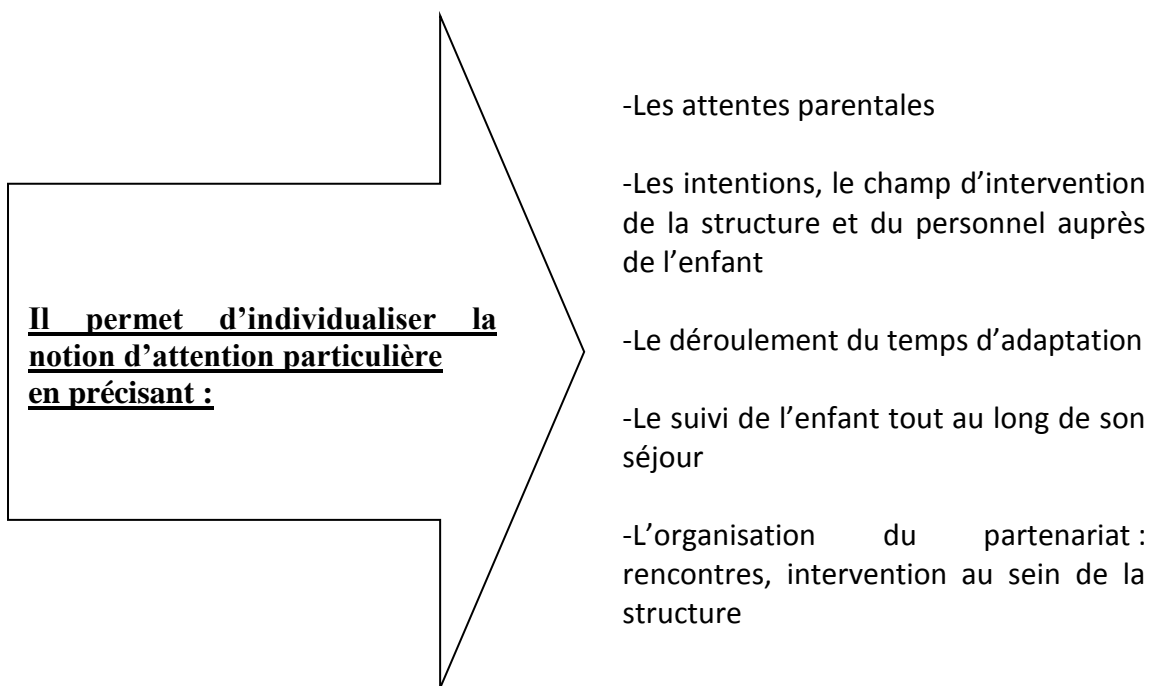 Il permet d’individualiser la
notion d’attention particulière
en précisant :
-Les attentes parentales
-Les intentions, le champ d’intervention
de la structure et du personnel auprès
de l’enfant
-Le déroulement du temps d’adaptation
-Le suivi de l’enfant tout au long de son
séjour
-L’organisation du partenariat :
rencontres, intervention au sein de la
structure